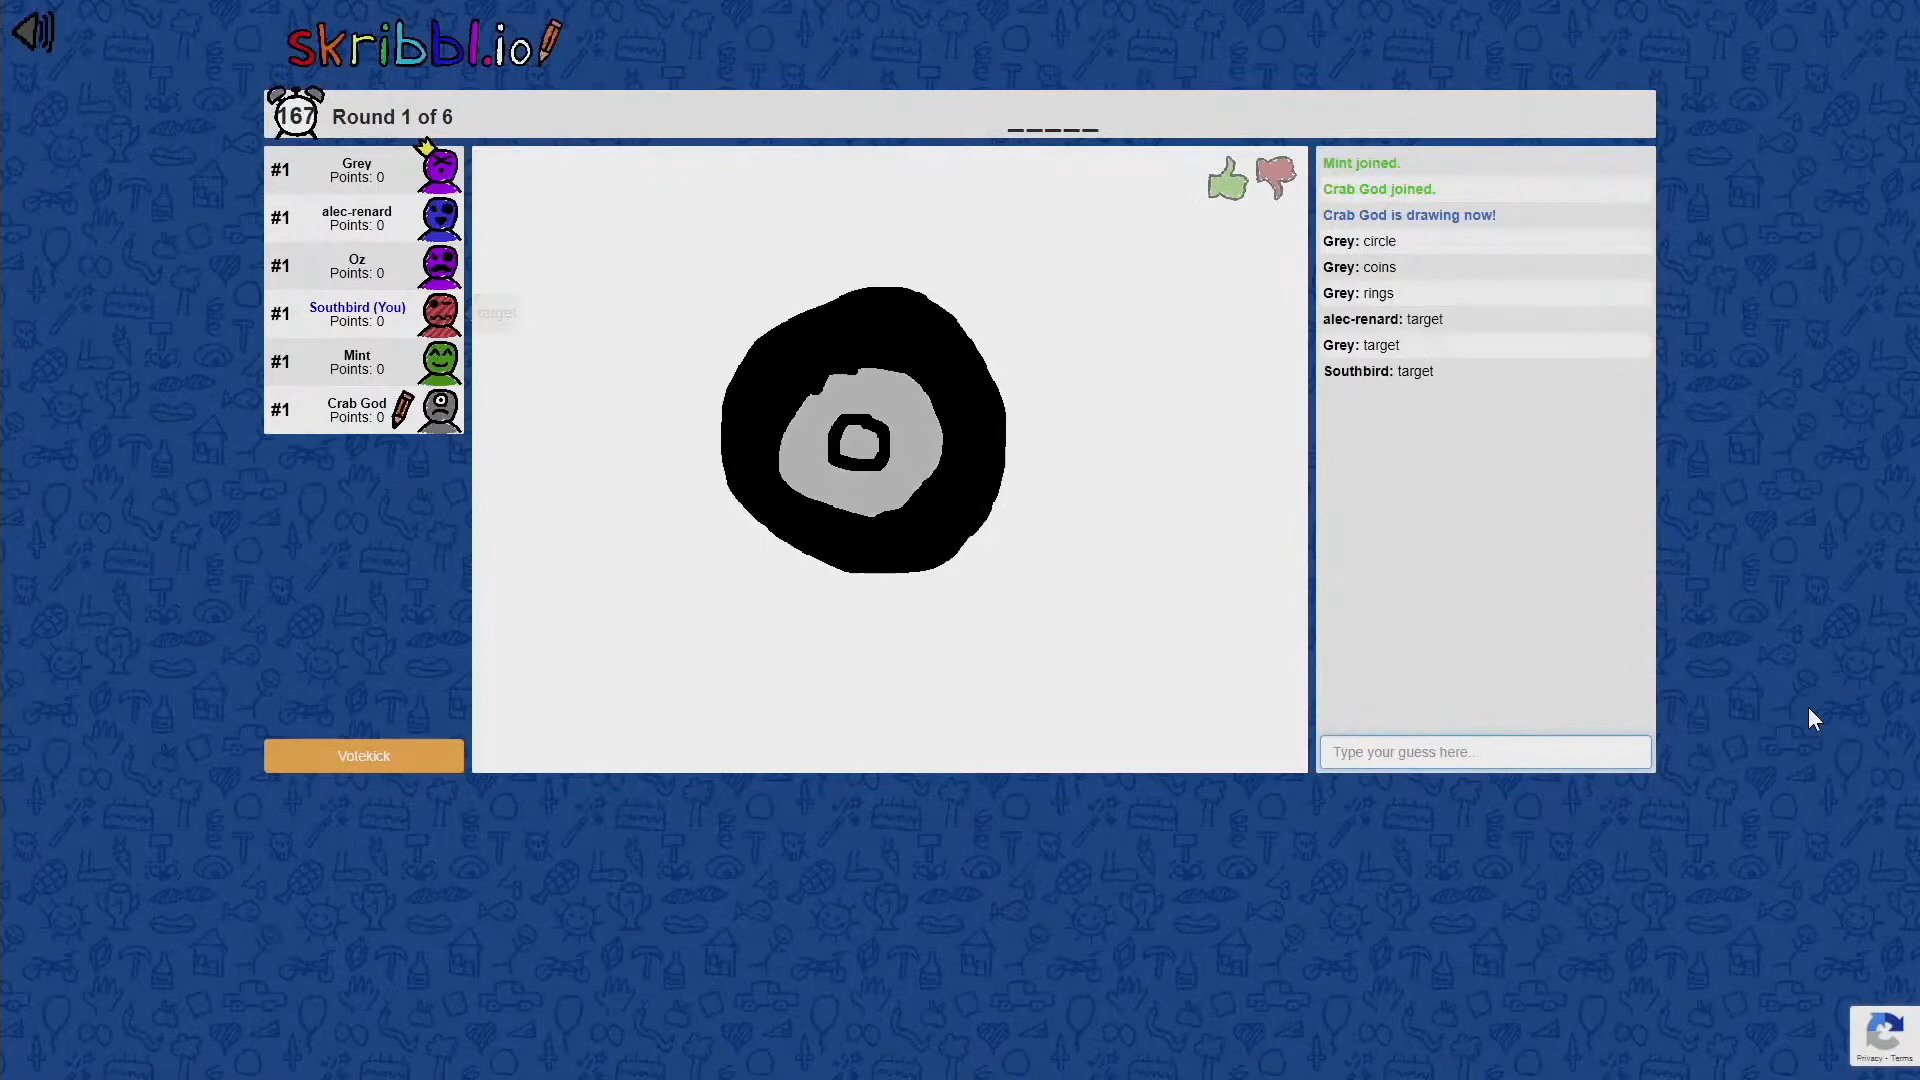 skribbl.io
167
Round 1 of 6
_ _ _ _ _
#1
Grey
Points: 0
#1
alec-renard
Points: 0
#1
Oz
Points: 0
#1
Southbird (You)
Points: 0
target
#1
Mint
Points: 0
#1
Crab God
Points: 0
Votekick
Mint joined.
Crab God joined.
Crab God is drawing now!
Grey: circle
Grey: coins
Grey: rings
alec-renard: target
Grey: target
Southbird: target
Type your guess here...
Privacy - Terms